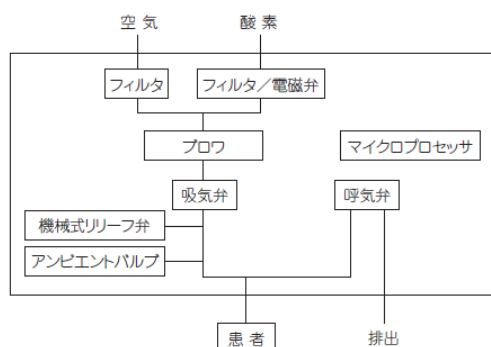 空気
酸素
フィルタ
フィルタ/電磁弁
ブロワ
マイクロプロセッサ
吸気弁
呼気弁
機械式リリーフ弁
アンビエントバルブ
患者
排出